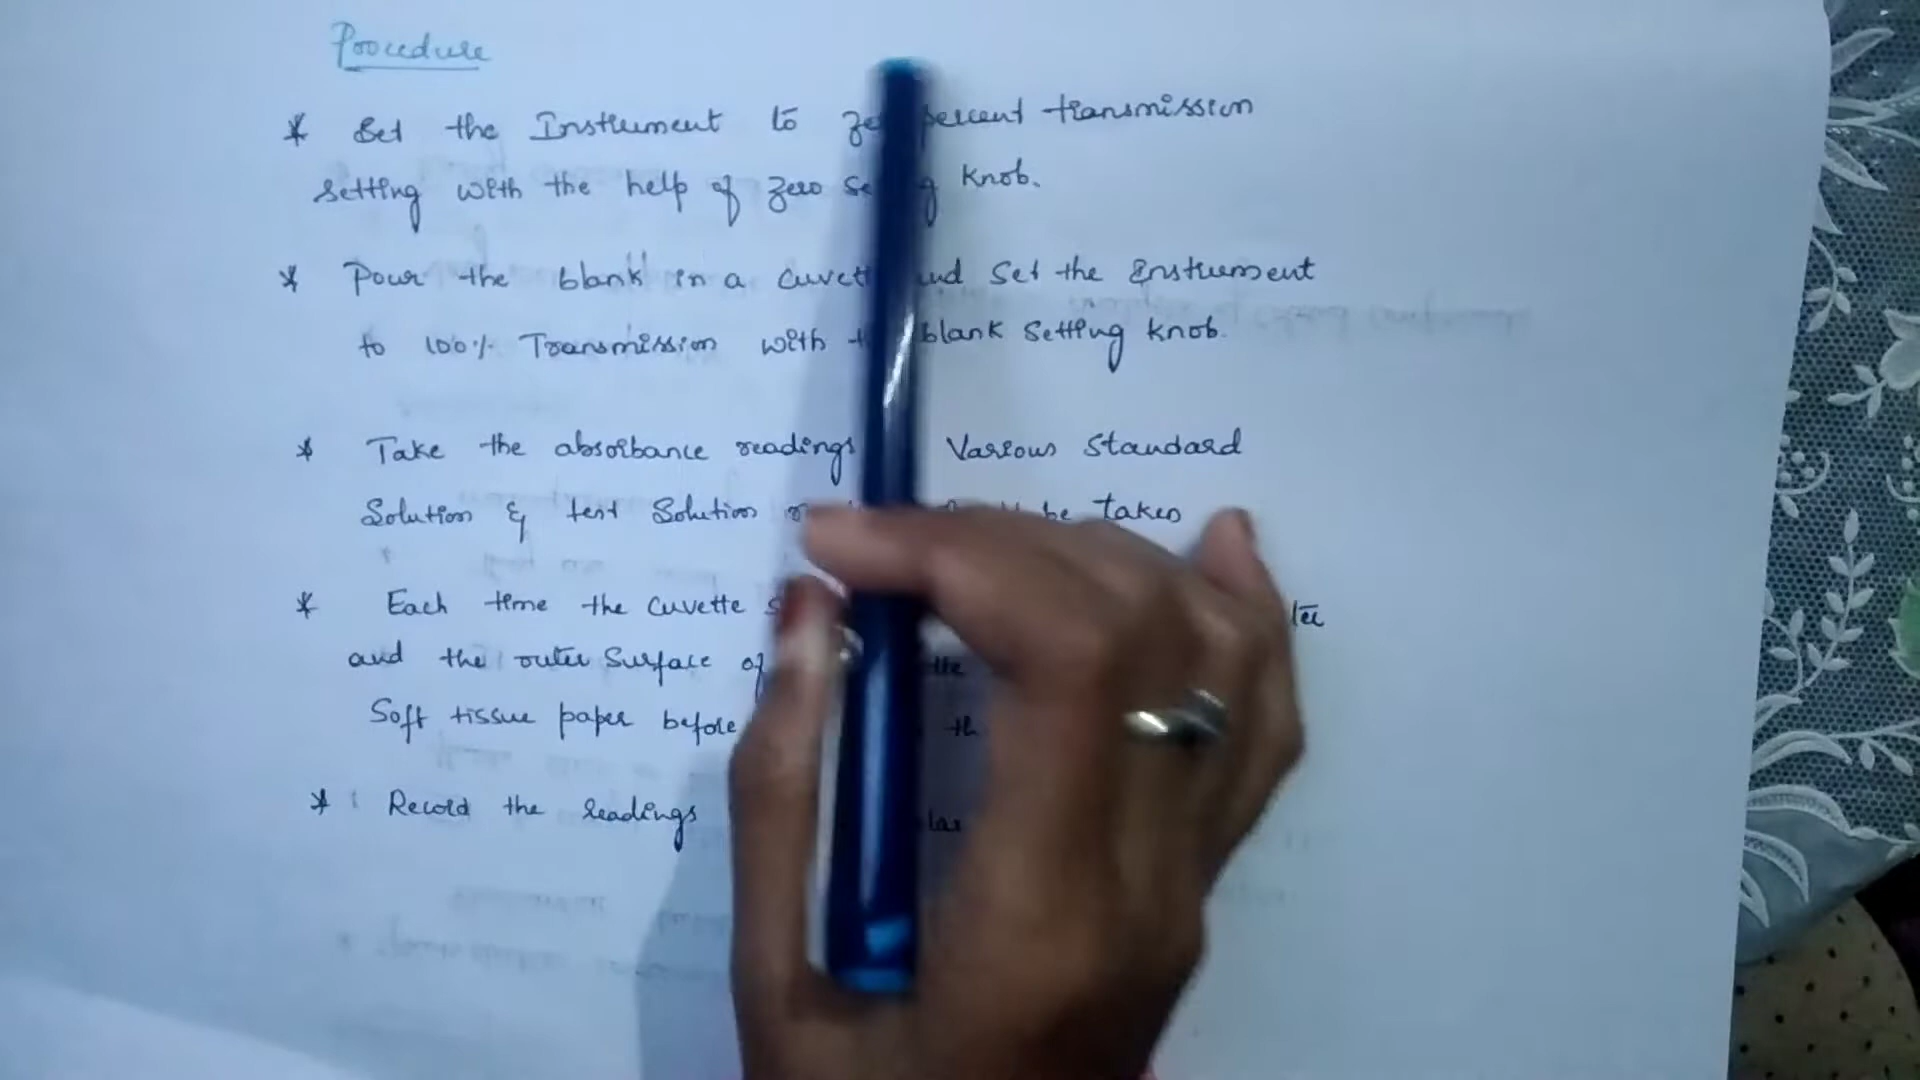 Procedure
* Set the Instrument to percent transmission
setting with the help of zero knob.
* Pour the blank in a and Set the Instrument
to 100% Transmission with blank Setting knob.
* Take the absorbance readings Various Standard
Solution & test Solution be taken
* Each time the cuvette
and the outer Surface of the
Soft tissue paper before
* Record the readings